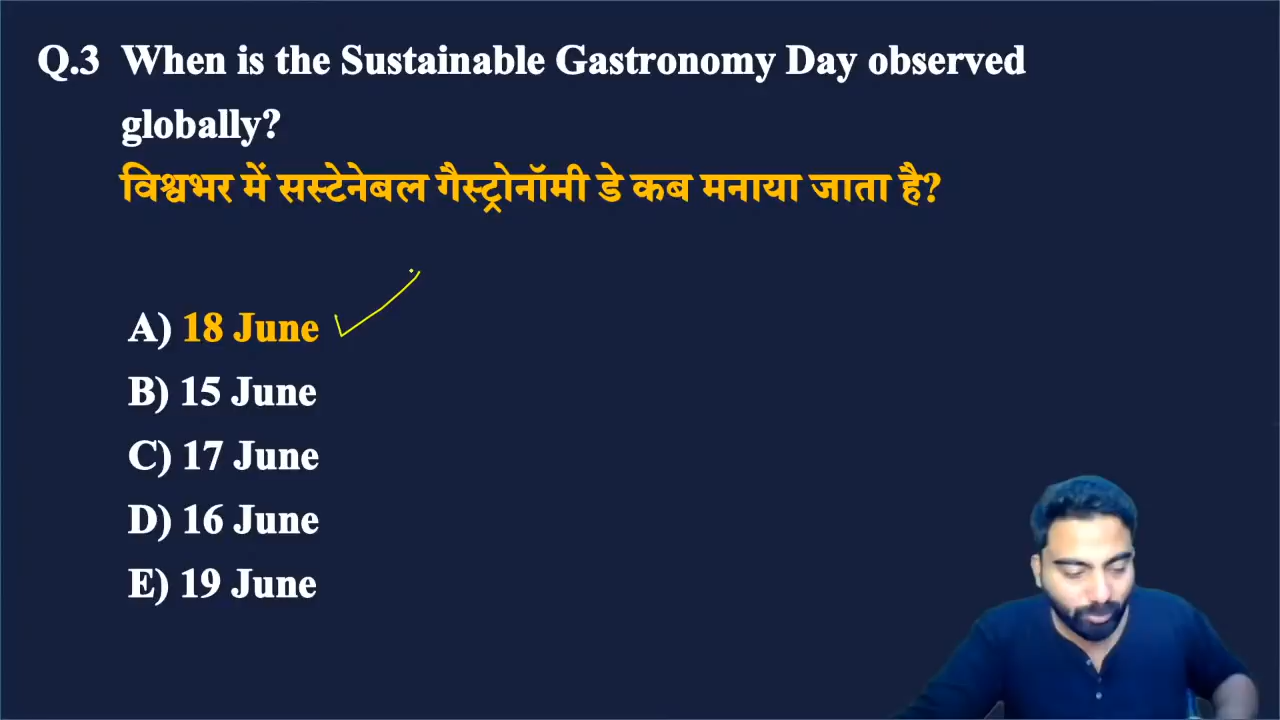 Q.3 When is the Sustainable Gastronomy Day observed
globally?
विश्वभर में सस्टेनेबल गैस्ट्रोनॉमी डे कब मनाया जाता है?
A) 18 June
B) 15 June
C) 17 June
D) 16 June
E) 19 June